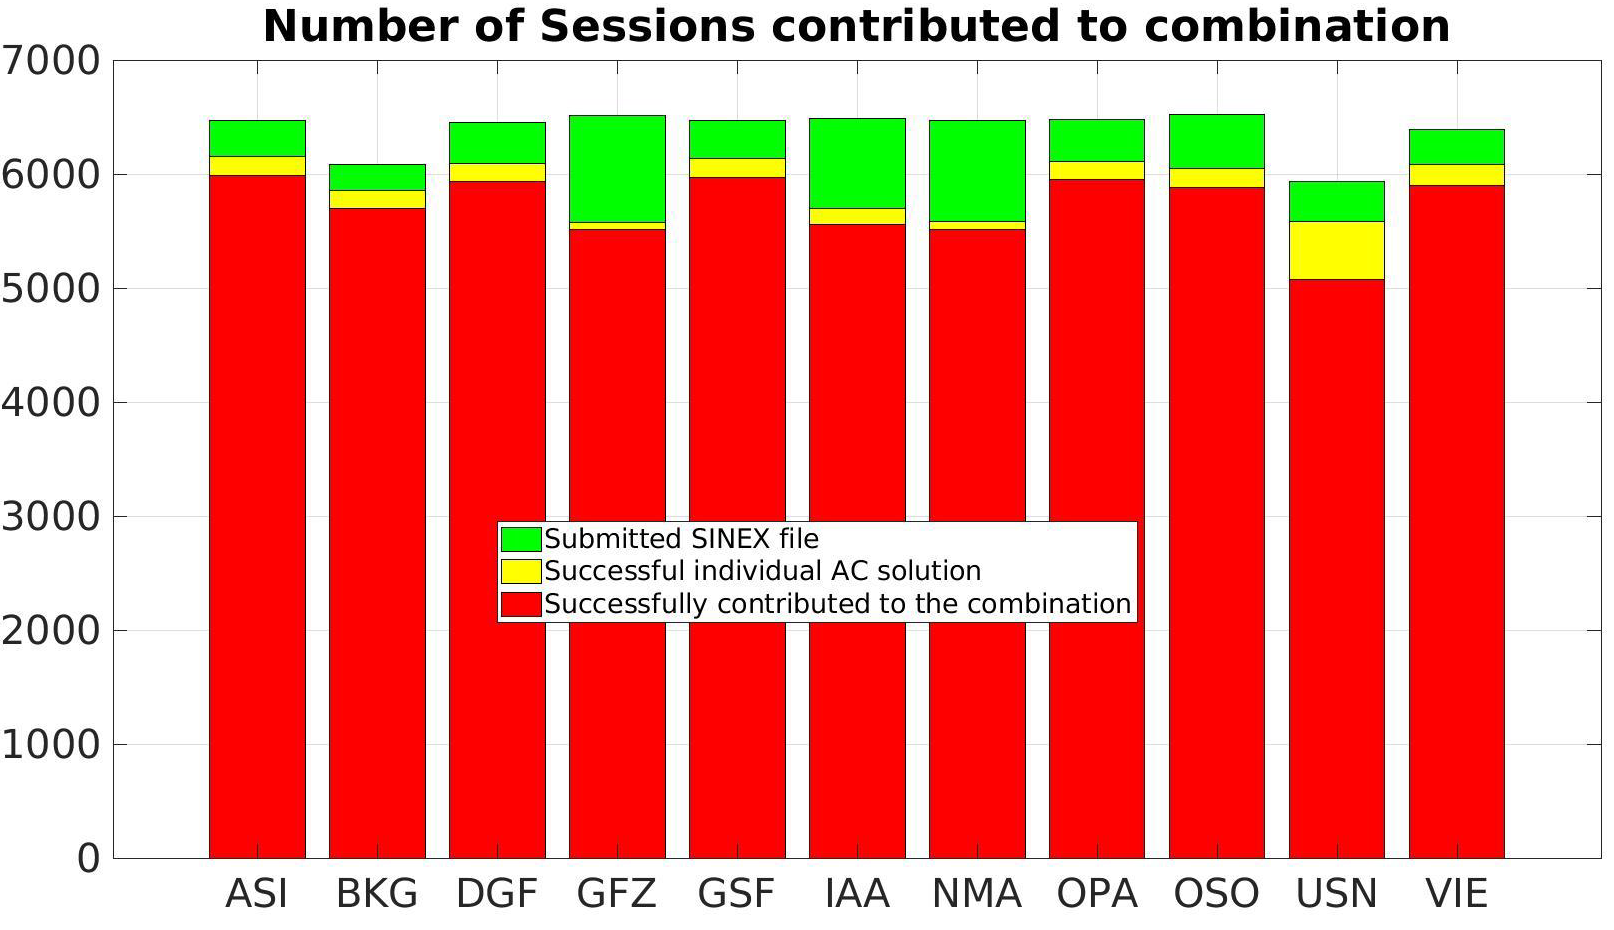 Number of Sessions contributed to combination
7000
6000
5000
4000
3000
2000
1000
0
Submitted SINEX file
Successful individual AC solution
Successfully contributed to the combination
ASI BKG DGF GFZ GSF IAA NMA OPA OSO USN VIE